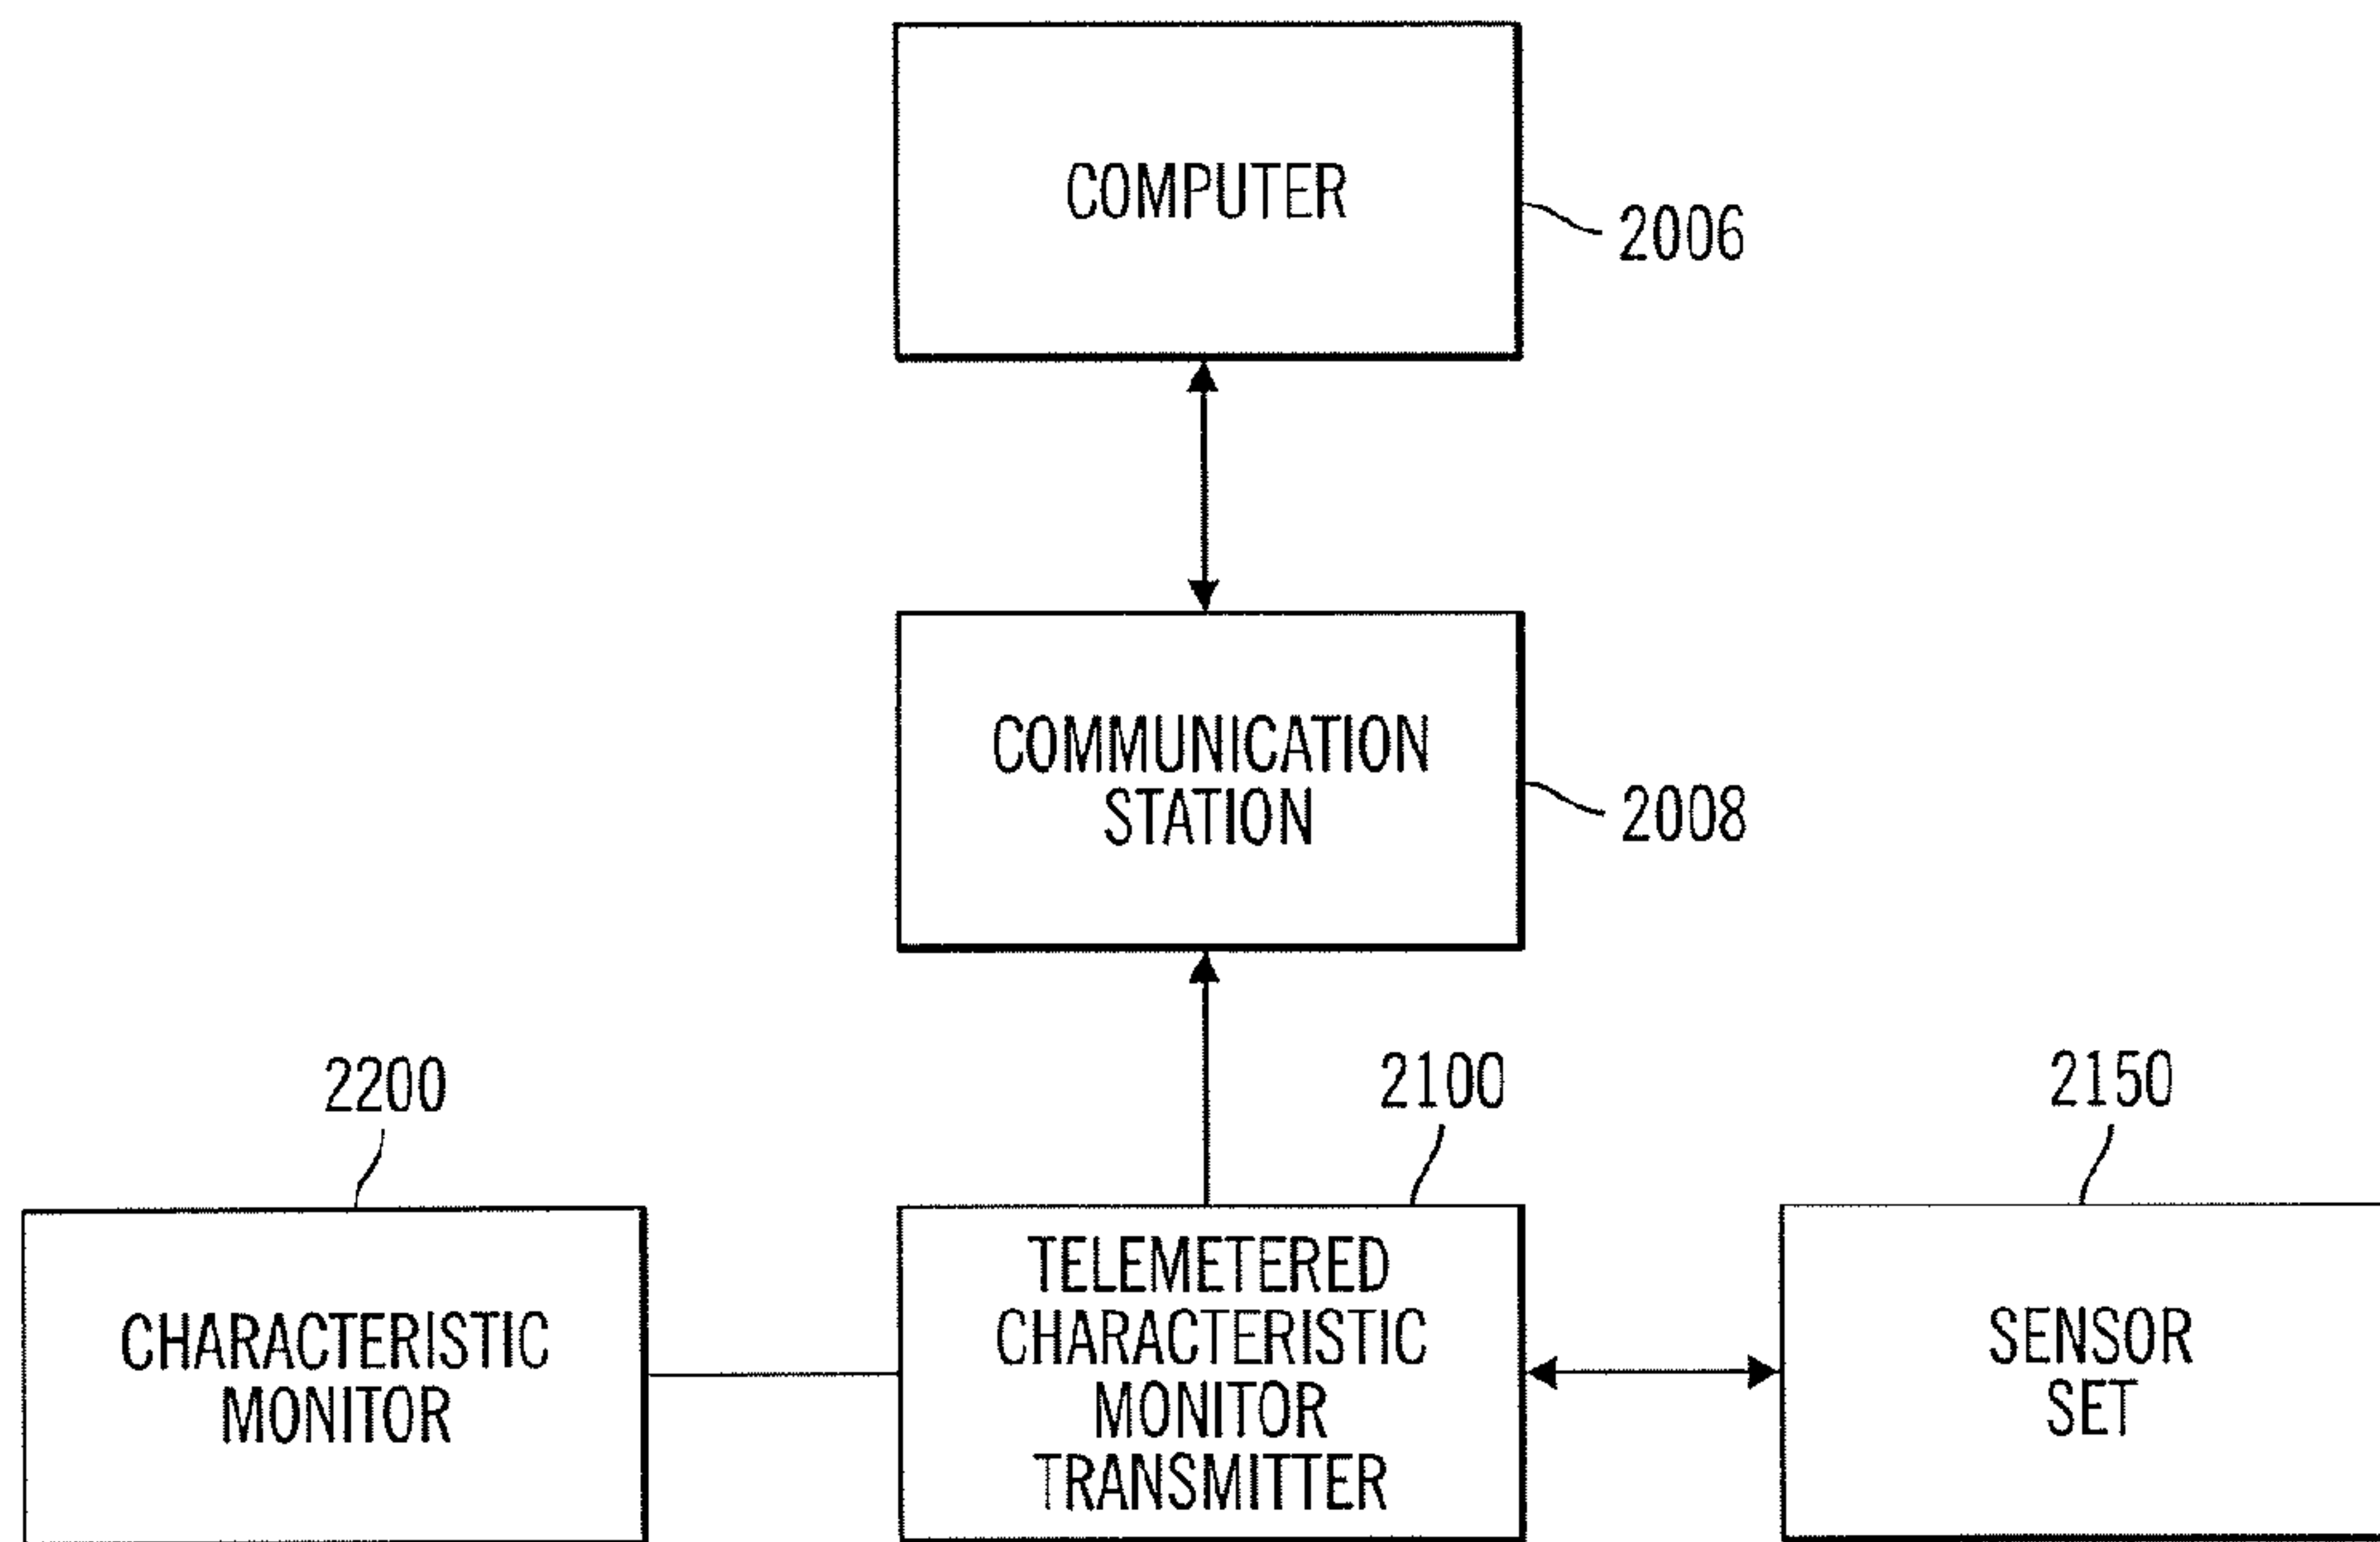 COMPUTER
2006
COMMUNICATION
STATION
2008
2200
2100
2150
CHARACTERISTIC
MONITOR
TELEMETERED
CHARACTERISTIC
MONITOR
TRANSMITTER
SENSOR
SET